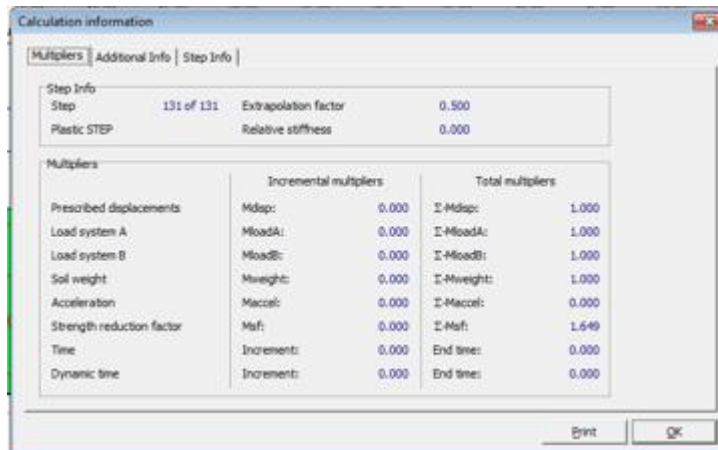 Calculation information
Multipliers Additional Info Step Info
Step Info
Step 131 of 131 Extrapolation factor 0.500
Plastic STEP Relative stiffness 0.000
Multipliers
Incremental multipliers Total multipliers
Prescribed displacements Mdisp: 0.000 Σ-Mdisp: 1.000
Load system A MloadA: 0.000 Σ-MloadA: 1.000
Load system B MloadB: 0.000 Σ-MloadB: 1.000
Soil weight Mweight: 0.000 Σ-Mweight: 1.000
Acceleration Maccel: 0.000 Σ-Maccel: 0.000
Strength reduction factor Msf: 0.000 Σ-Msf: 1.649
Time Increment: 0.000 End time: 0.000
Dynamic time Increment: 0.000 End time: 0.000
Print OK